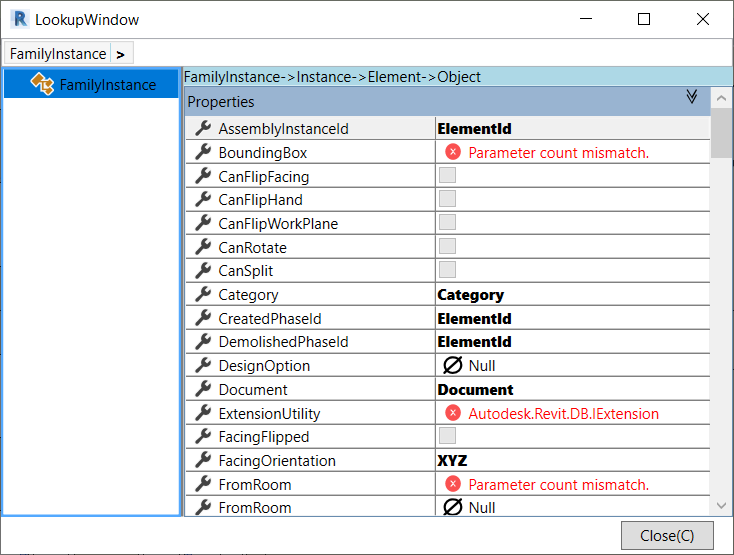 LookupWindow
FamilyInstance >
FamilyInstance
FamilyInstance->Instance->Element->Object
Properties
AssemblyInstanceId ElementId
BoundingBox Parameter count mismatch.
CanFlipFacing
CanFlipHand
CanFlipWorkPlane
CanRotate
CanSplit
Category Category
CreatedPhaseId ElementId
DemolishedPhaseId ElementId
DesignOption Null
Document Document
ExtensionUtility Autodesk.Revit.DB.IExtension
FacingFlipped
FacingOrientation XYZ
FromRoom Parameter count mismatch.
FromRoom Null
Close(C)